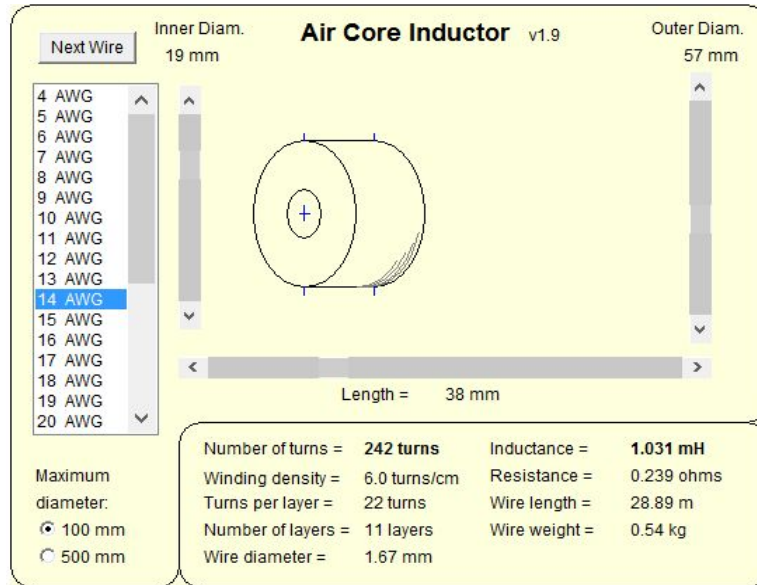 Next Wire
Inner Diam.
19 mm
Air Core Inductor v1.9
Outer Diam.
57 mm
4 AWG
5 AWG
6 AWG
7 AWG
8 AWG
9 AWG
10 AWG
11 AWG
12 AWG
13 AWG
14 AWG
15 AWG
16 AWG
17 AWG
18 AWG
19 AWG
20 AWG
Length = 38 mm
Maximum
diameter:
100 mm
500 mm
Number of turns = 242 turns
Winding density = 6.0 turns/cm
Turns per layer = 22 turns
Number of layers = 11 layers
Wire diameter = 1.67 mm
Inductance = 1.031 mH
Resistance = 0.239 ohms
Wire length = 28.89 m
Wire weight = 0.54 kg